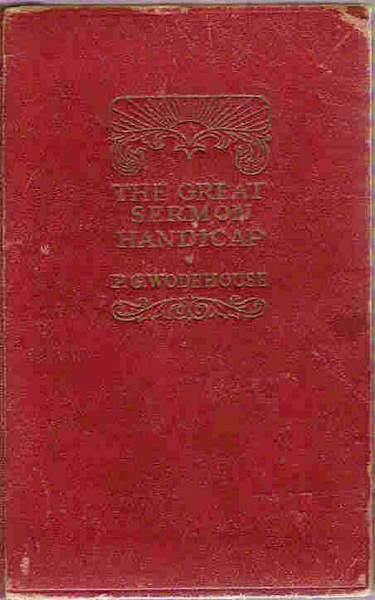 THE GREAT
SERMON
HANDICAP
P.G.WODEHOUSE